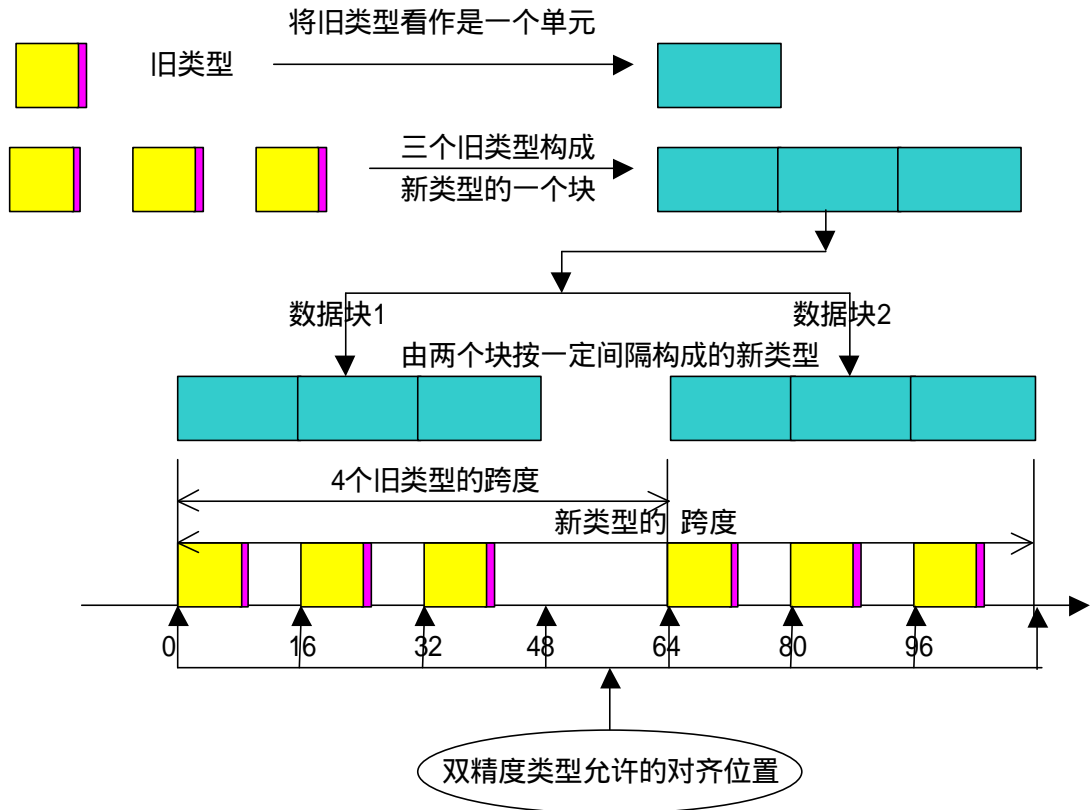 将旧类型看作是一个单元
旧类型
三个旧类型构成
新类型的一个块
数据块1
数据块2
由两个块按一定间隔构成的新类型
4个旧类型的跨度
新类型的 跨度
0 16 32 48 64 80 96
双精度类型允许的对齐位置